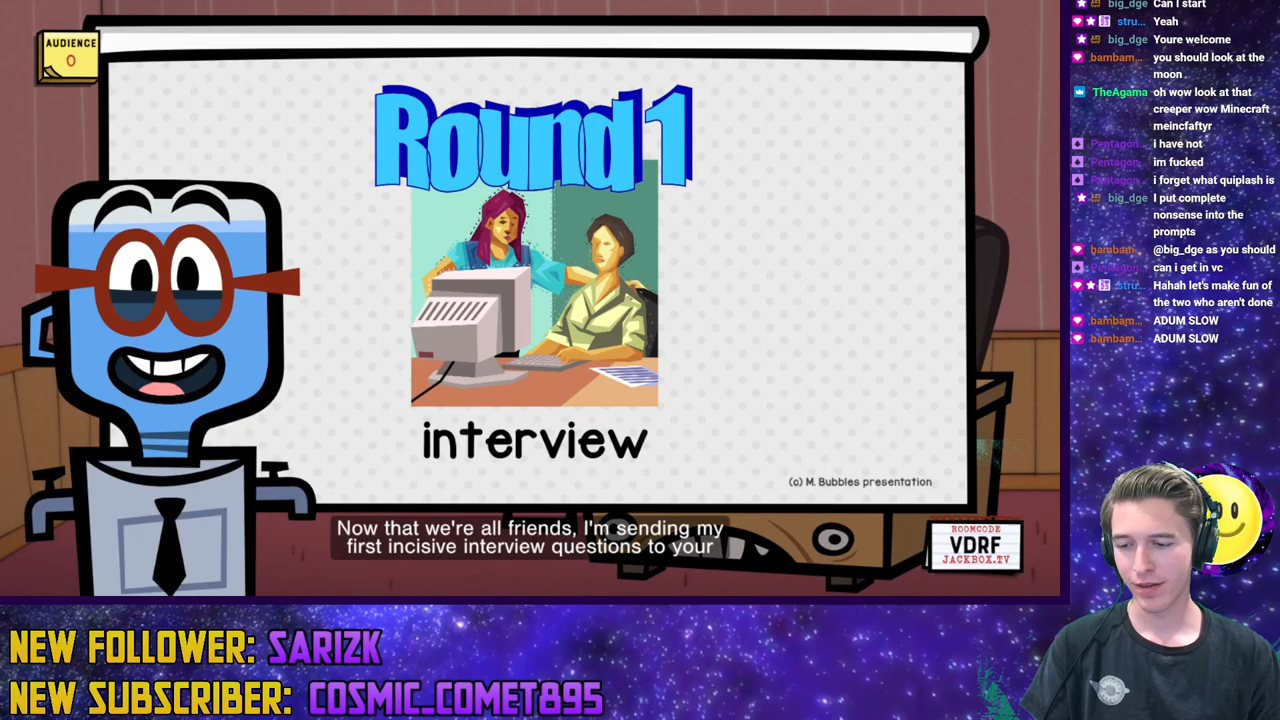 AUDIENCE
0
Round 1
interview
(c) M. Bubbles presentation
Now that we're all friends, I'm sending my
first incisive interview questions to your
ROOMCODE
VDRF
JACKBOX.TV
big_dge Can I start
stru... Yeah
big_dge Youre welcome
bambam... you should look at the
moon
TheAgama oh wow look at that
creeper wow Minecraft
meincfaftyr
Pentagon... i have not
Pentagon... im fucked
Pentagon... i forget what quiplash is
big_dge I put complete
nonsense into the
prompts
bambam... @big_dge as you should
Pentagon... can i get in vc
stru... Hahah let's make fun of
the two who aren't done
bambam... ADUM SLOW
bambam... ADUM SLOW
NEW FOLLOWER: SARIZK
NEW SUBSCRIBER: COSMIC_COMET895